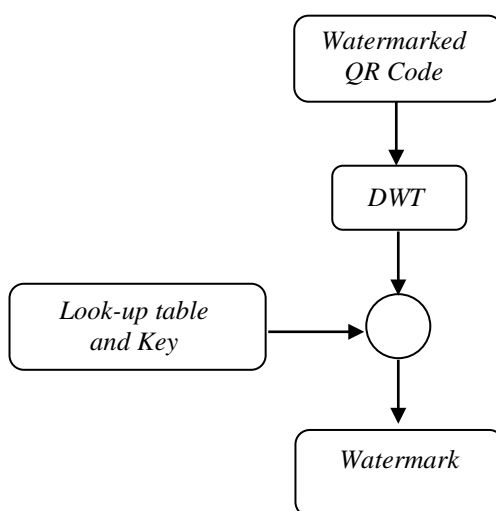 Watermarked
QR Code
DWT
Look-up table
and Key
Watermark